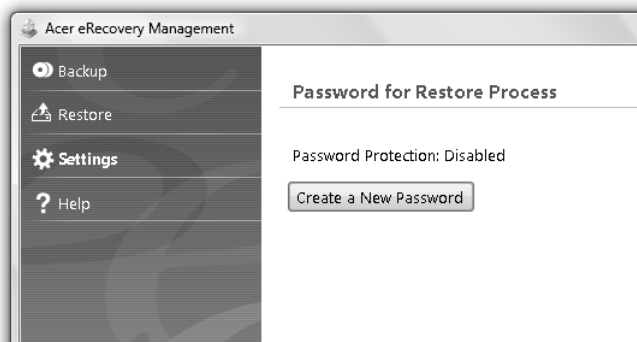 Acer eRecovery Management
Backup
Restore
Settings
Help
Password for Restore Process
Password Protection: Disabled
Create a New Password